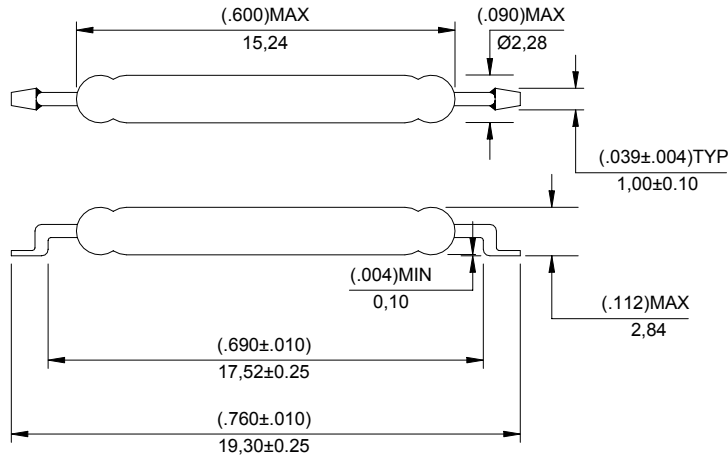 (.600)MAX
15,24
(.090)MAX
Ø2,28
(.039±.004)TYP
1,00±0.10
(.004)MIN
0,10
(.112)MAX
2,84
(.690±.010)
17,52±0.25
(.760±.010)
19,30±0.25